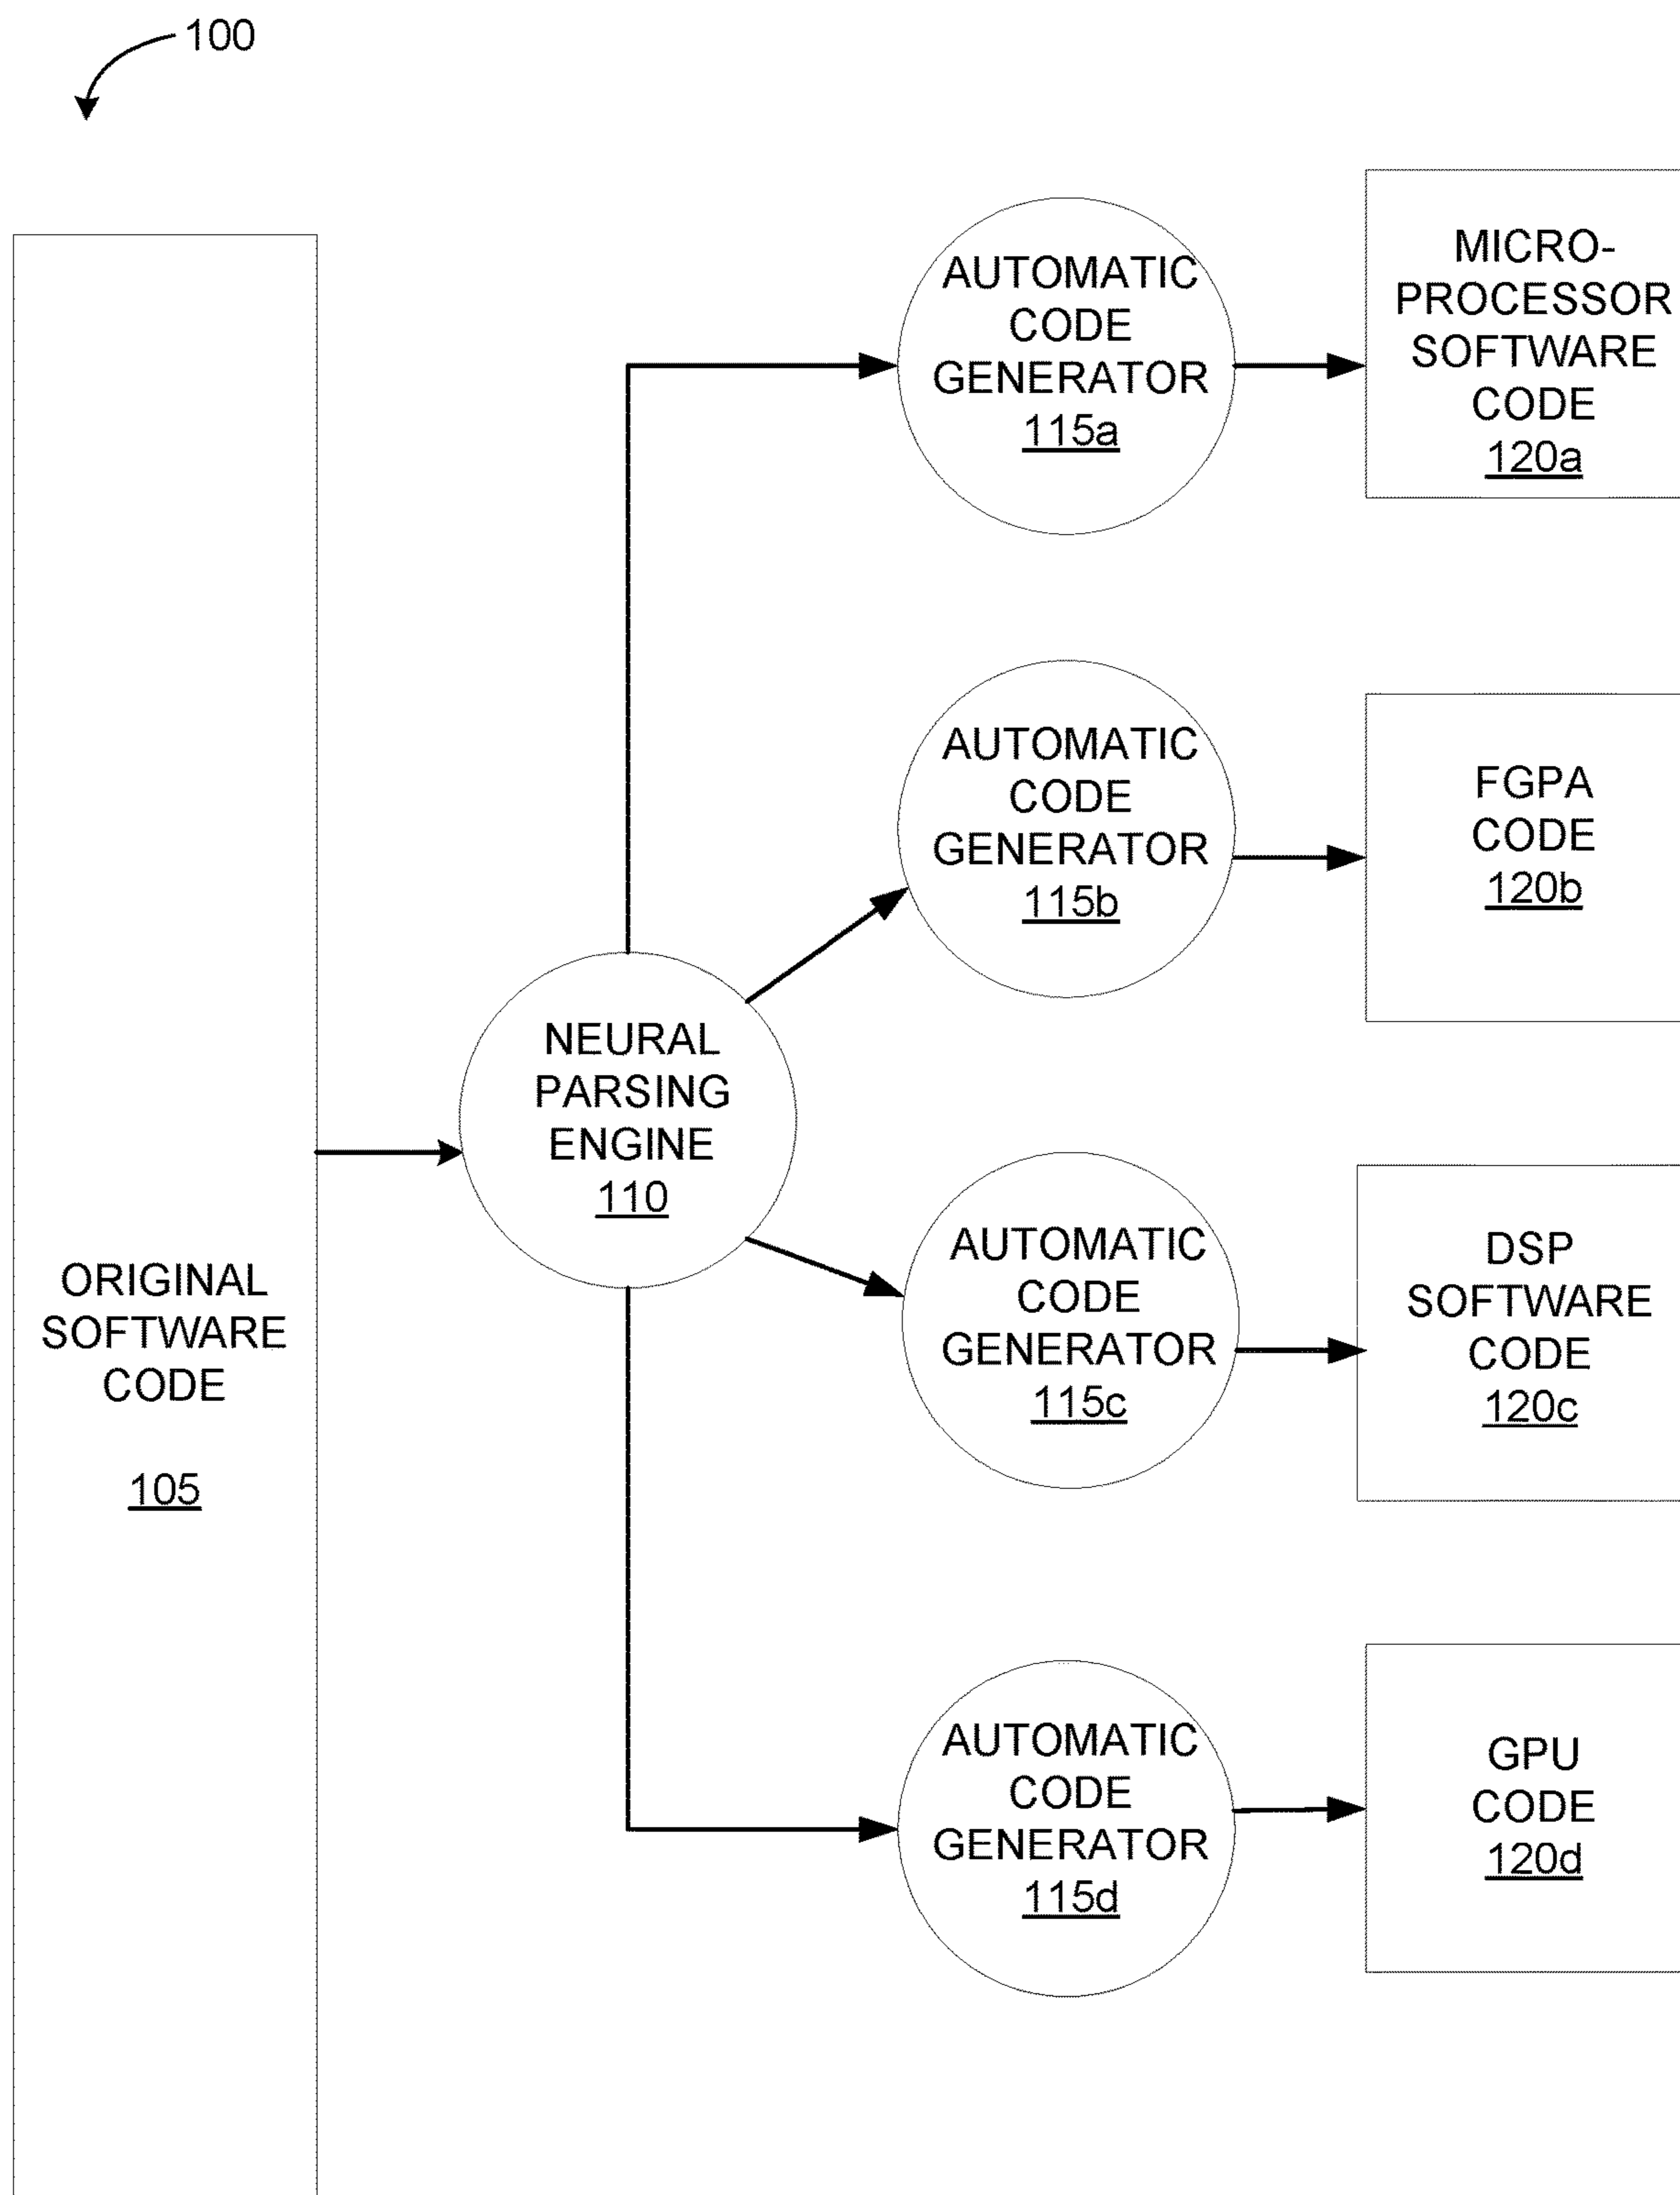 100
ORIGINAL
SOFTWARE
CODE
105
NEURAL
PARSING
ENGINE
110
AUTOMATIC
CODE
GENERATOR
115a
MICRO-
PROCESSOR
SOFTWARE
CODE
120a
AUTOMATIC
CODE
GENERATOR
115b
FGPA
CODE
120b
AUTOMATIC
CODE
GENERATOR
115c
DSP
SOFTWARE
CODE
120c
AUTOMATIC
CODE
GENERATOR
115d
GPU
CODE
120d